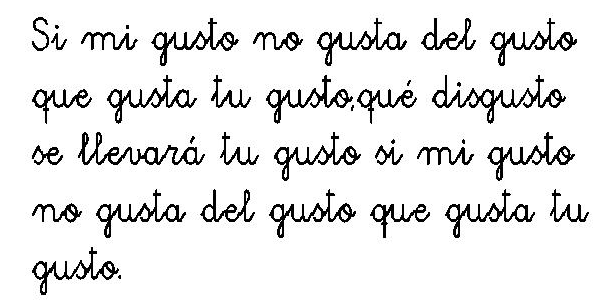 Si mi gusto no gusta del gusto
que gusta tu gusto,qué disgusto
se llevará tu gusto si mi gusto
no gusta del gusto que gusta tu
gusto.